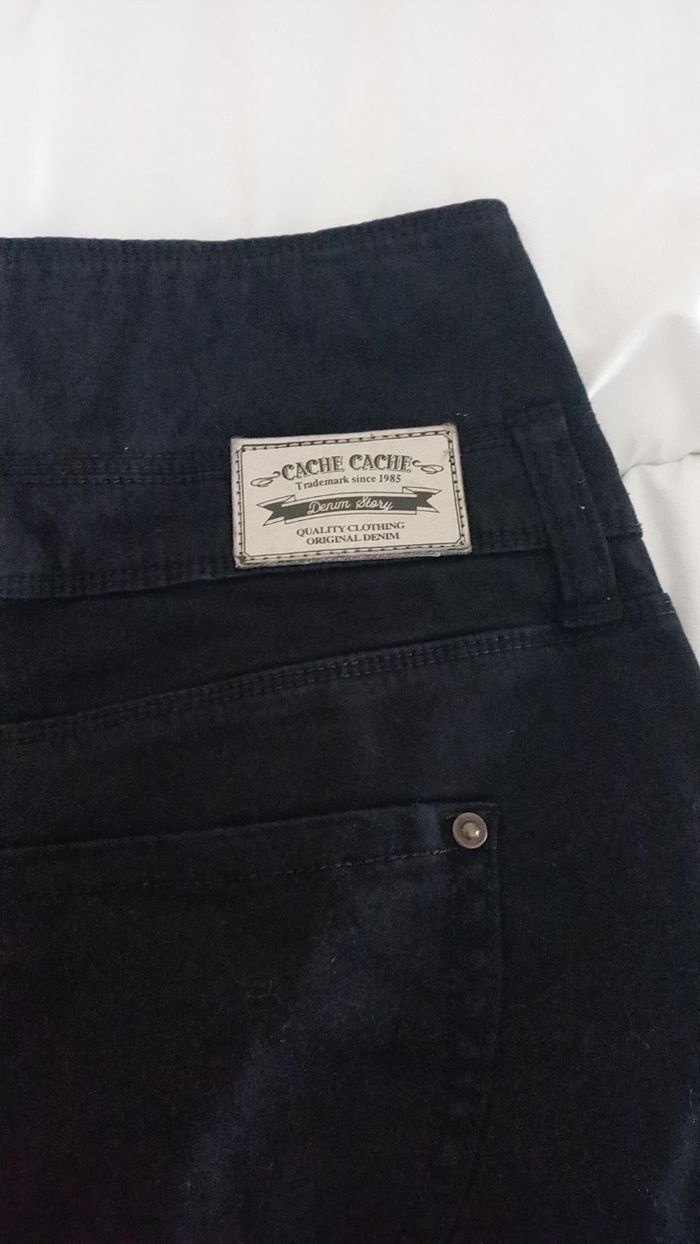 CACHE CACHE
Trademark since 1985
Denim Story
QUALITY CLOTHING
ORIGINAL DENIM